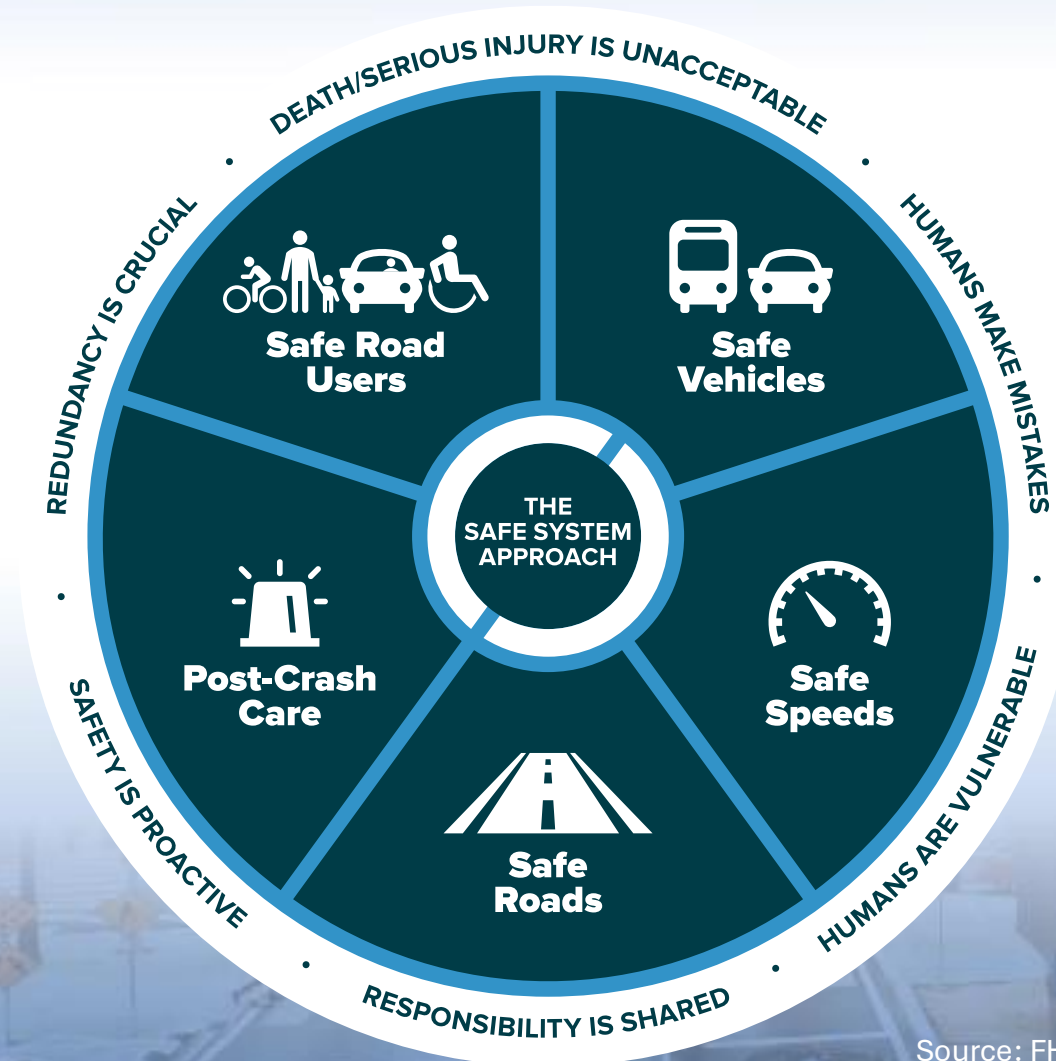 DEATH/SERIOUS INJURY IS UNACCEPTABLE
HUMANS MAKE MISTAKES
HUMANS ARE VULNERABLE
RESPONSIBILITY IS SHARED
SAFETY IS PROACTIVE
REDUNDANCY IS CRUCIAL
Safe Road
Users
Safe
Vehicles
THE
SAFE SYSTEM
APPROACH
Post-Crash
Care
Safe
Speeds
Safe
Roads
Source: